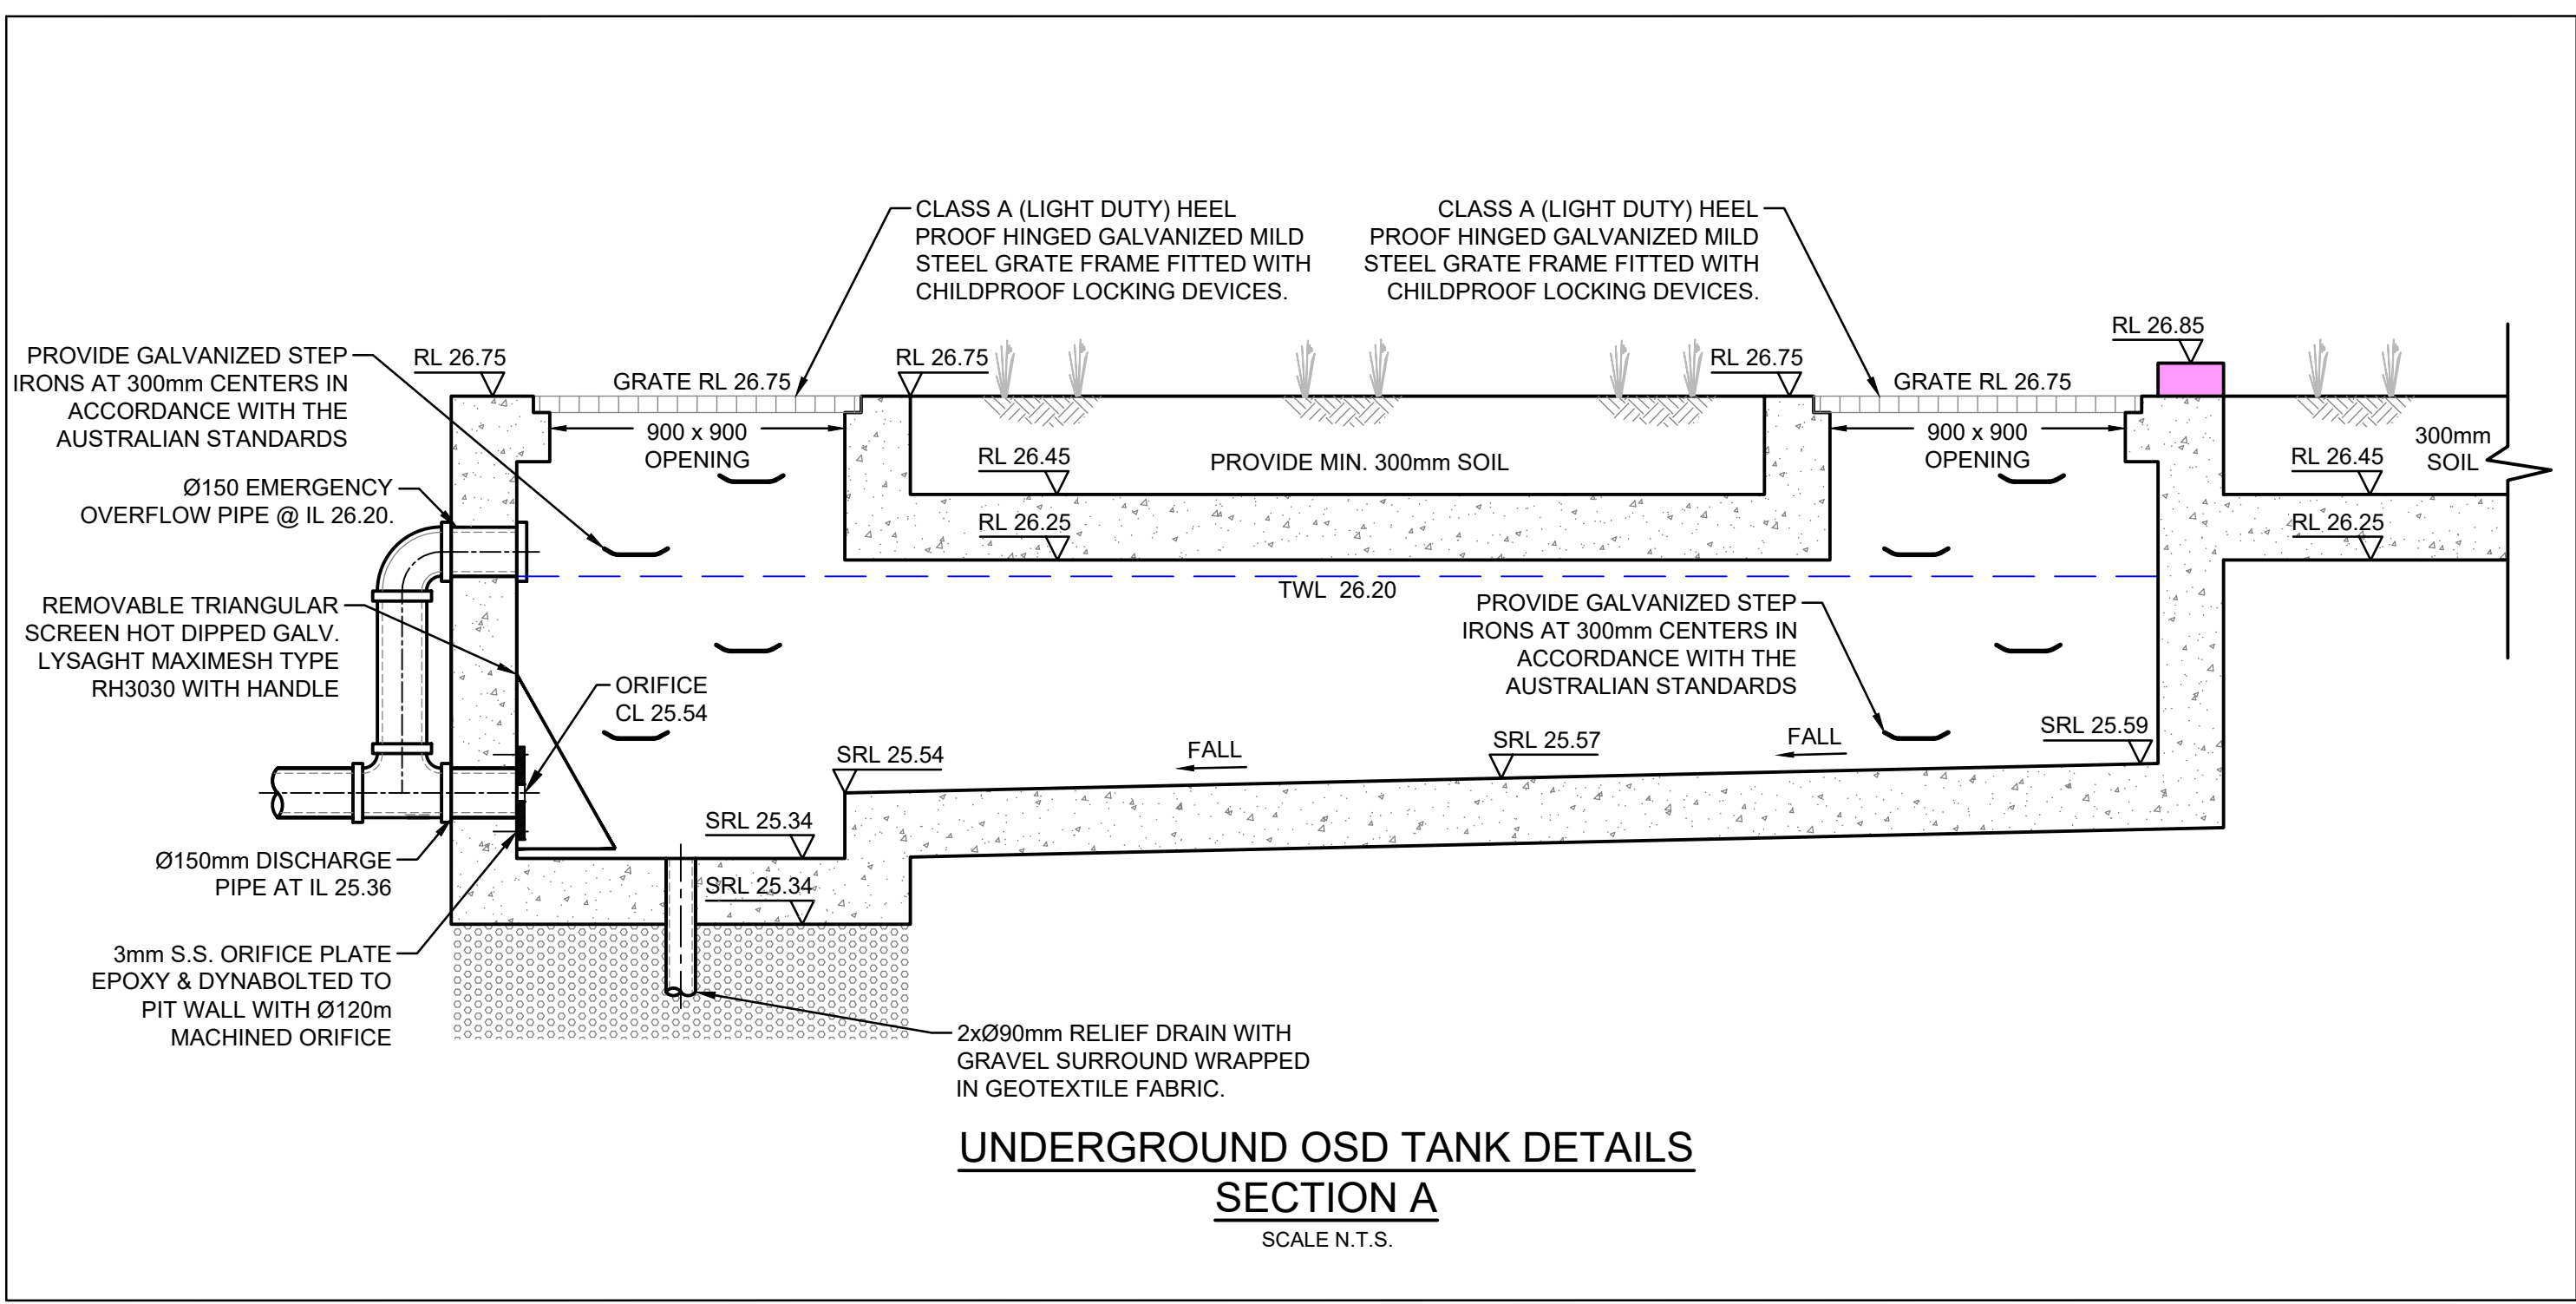 CLASS A (LIGHT DUTY) HEEL
PROOF HINGED GALVANIZED MILD
STEEL GRATE FRAME FITTED WITH
CHILDPROOF LOCKING DEVICES.
CLASS A (LIGHT DUTY) HEEL
PROOF HINGED GALVANIZED MILD
STEEL GRATE FRAME FITTED WITH
CHILDPROOF LOCKING DEVICES.
PROVIDE GALVANIZED STEP
IRONS AT 300mm CENTERS IN
ACCORDANCE WITH THE
AUSTRALIAN STANDARDS
RL 26.75
GRATE RL 26.75
RL 26.75
RL 26.75
GRATE RL 26.75
RL 26.85
900 x 900
OPENING
RL 26.45
PROVIDE MIN. 300mm SOIL
900 x 900
OPENING
RL 26.45
300mm
SOIL
Ø150 EMERGENCY
OVERFLOW PIPE @ IL 26.20.
RL 26.25
RL 26.25
TWL 26.20
REMOVABLE TRIANGULAR
SCREEN HOT DIPPED GALV.
LYSAGHT MAXIMESH TYPE
RH3030 WITH HANDLE
ORIFICE
CL 25.54
PROVIDE GALVANIZED STEP
IRONS AT 300mm CENTERS IN
ACCORDANCE WITH THE
AUSTRALIAN STANDARDS
SRL 25.54
FALL
SRL 25.57
FALL
SRL 25.59
SRL 25.34
SRL 25.34
Ø150mm DISCHARGE
PIPE AT IL 25.36
3mm S.S. ORIFICE PLATE
EPOXY & DYNABOLTED TO
PIT WALL WITH Ø120m
MACHINED ORIFICE
2xØ90mm RELIEF DRAIN WITH
GRAVEL SURROUND WRAPPED
IN GEOTEXTILE FABRIC.
UNDERGROUND OSD TANK DETAILS
SECTION A
SCALE N.T.S.